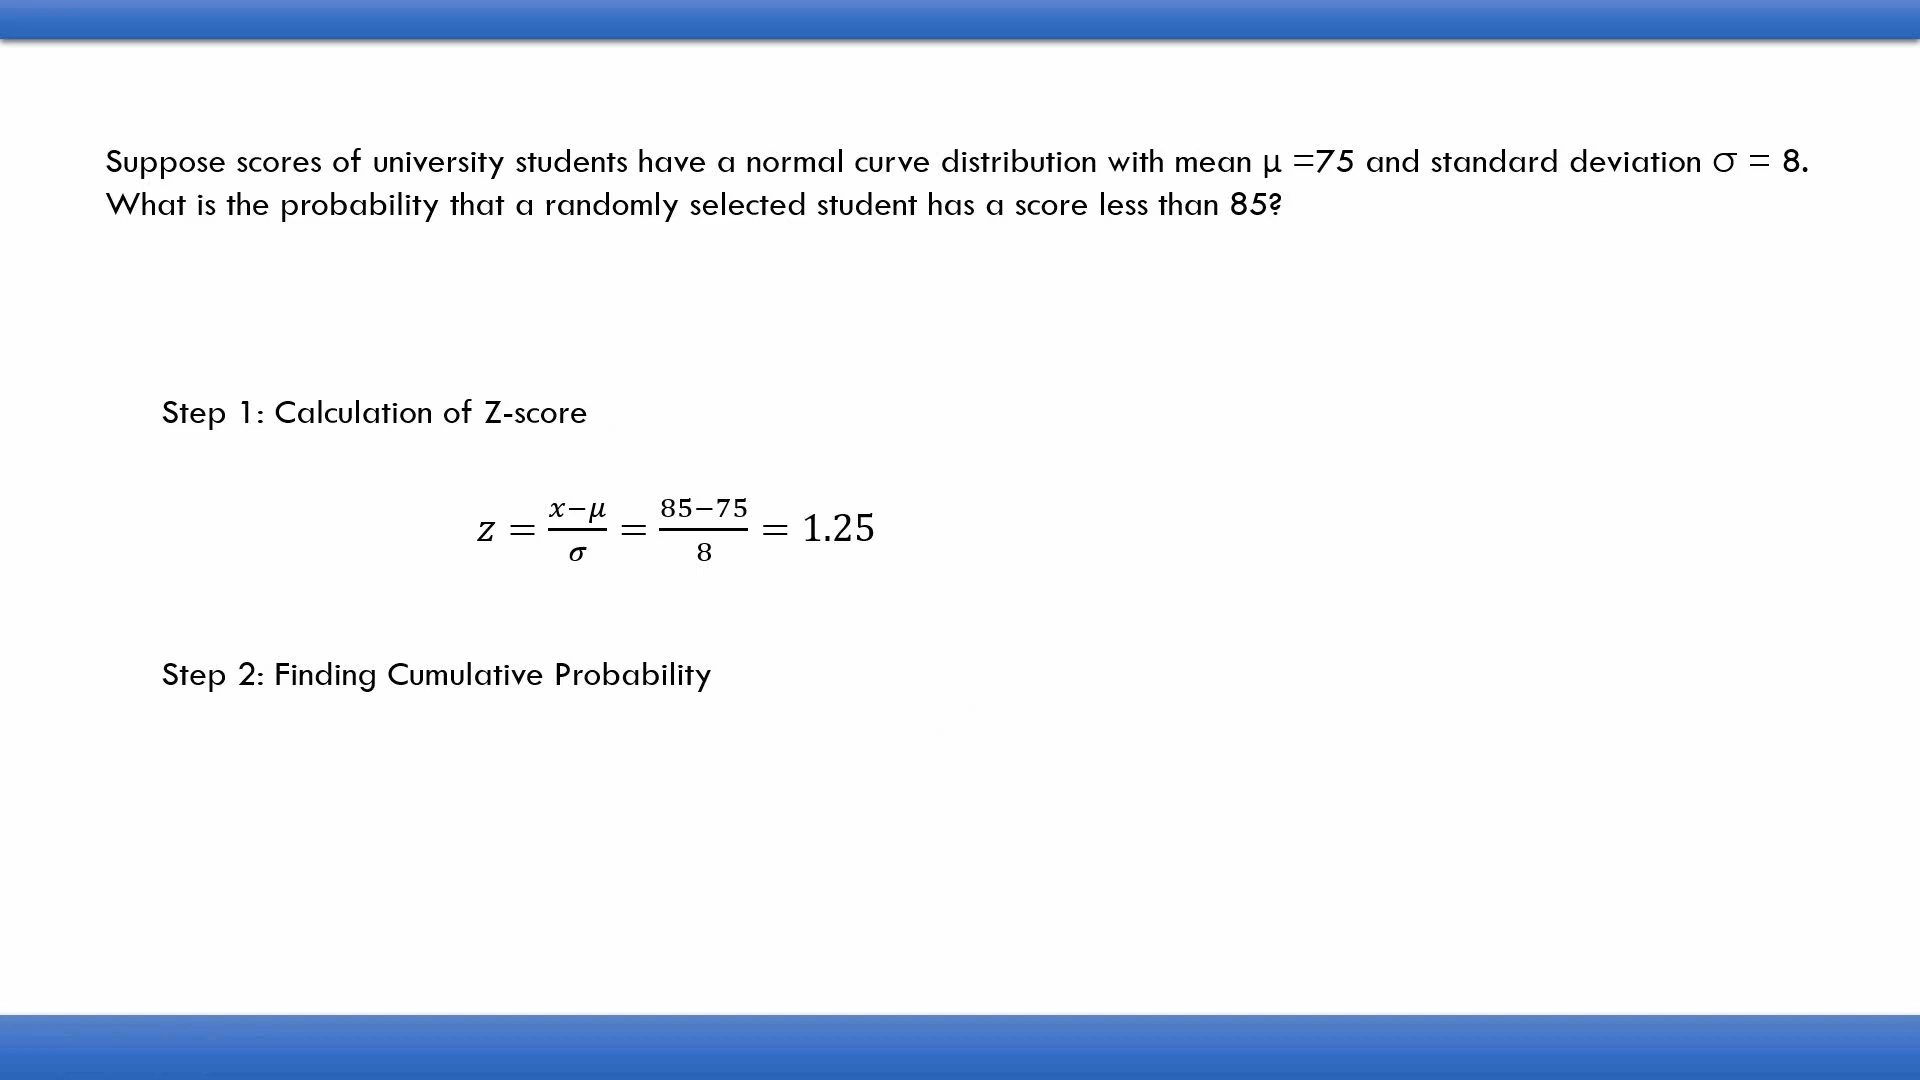 Suppose scores of university students have a normal curve distribution with mean μ =75 and standard deviation σ = 8.
What is the probability that a randomly selected student has a score less than 85?
Step 1: Calculation of Z-score
z = \frac{x−μ}{σ} = \frac{85−75}{8} = 1.25
Step 2: Finding Cumulative Probability